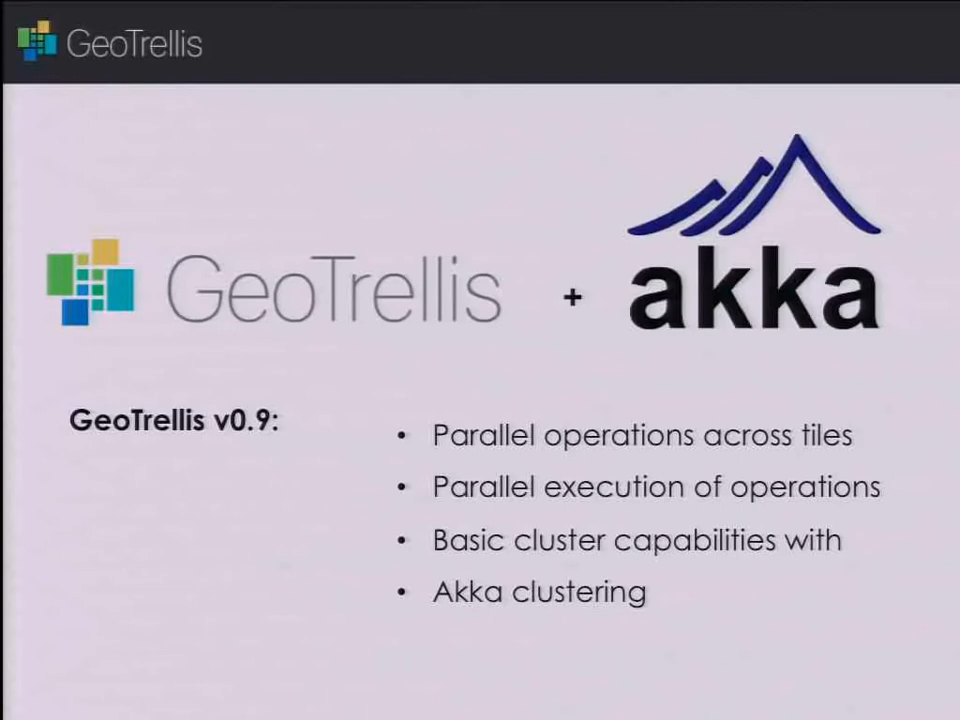 GeoTrellis
GeoTrellis + akka
GeoTrellis v0.9:
• Parallel operations across tiles
• Parallel execution of operations
• Basic cluster capabilities with
• Akka clustering